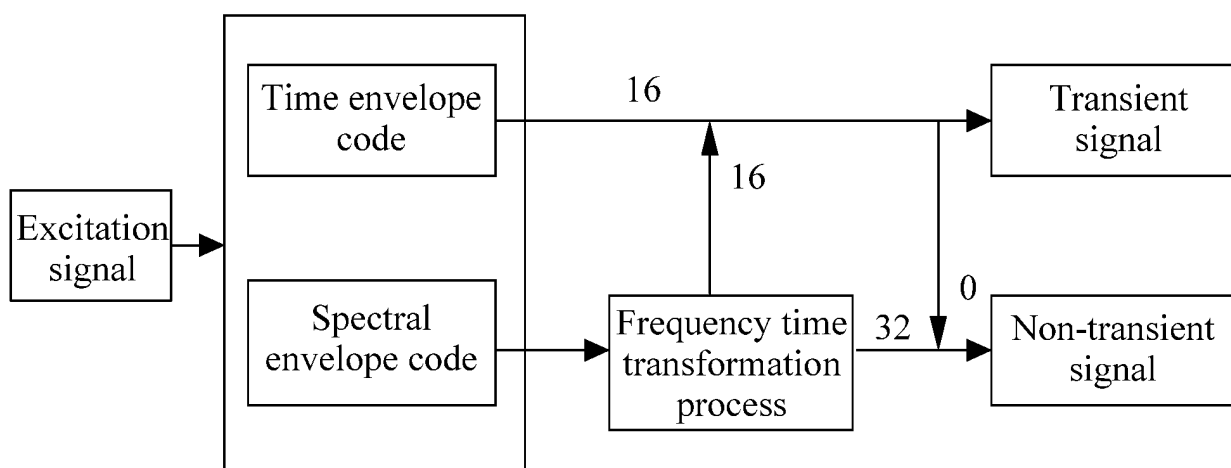 Time envelope
code
16
Transient
signal
16
Excitation
signal
Spectral
envelope code
Frequency time
transformation
process
32
0
Non-transient
signal